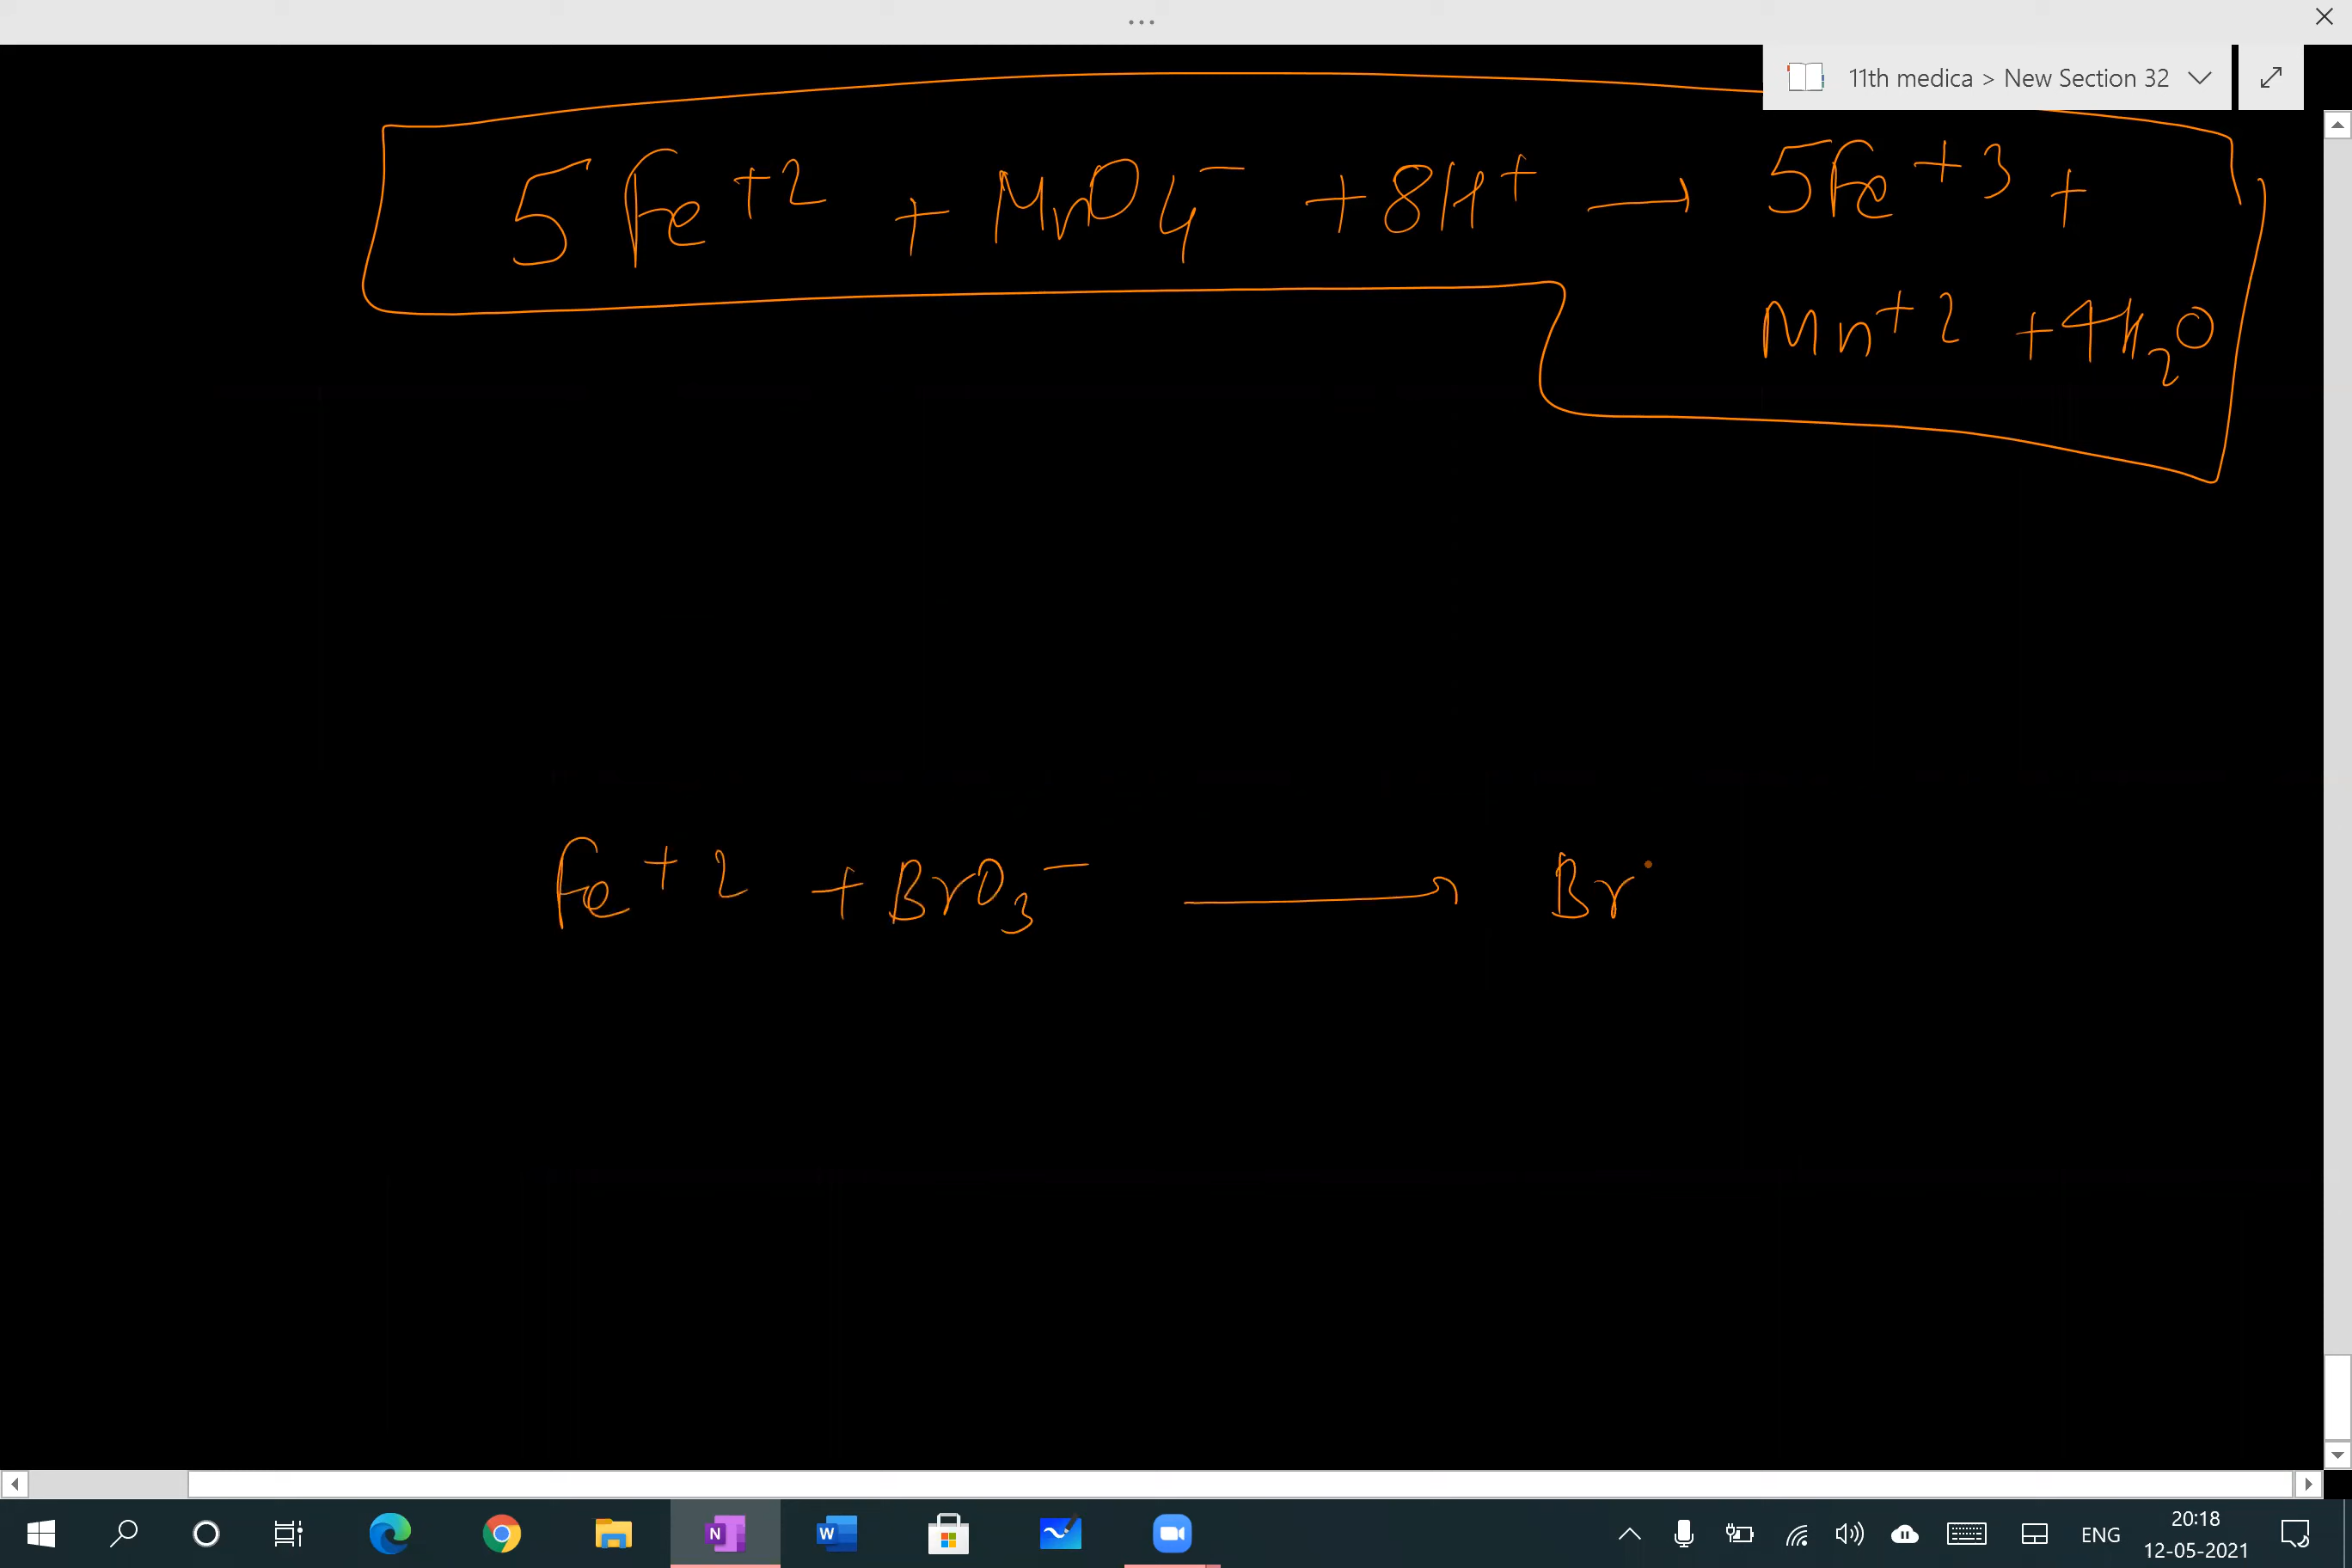 11th medica > New Section 32
5Fe⁺² + MnO₄⁻ + 8H⁺ → 5Fe⁺³ +
Mn⁺² + 4H₂O
Fe⁺² + BrO₃⁻ → Br
ENG
20:18
12-05-2021